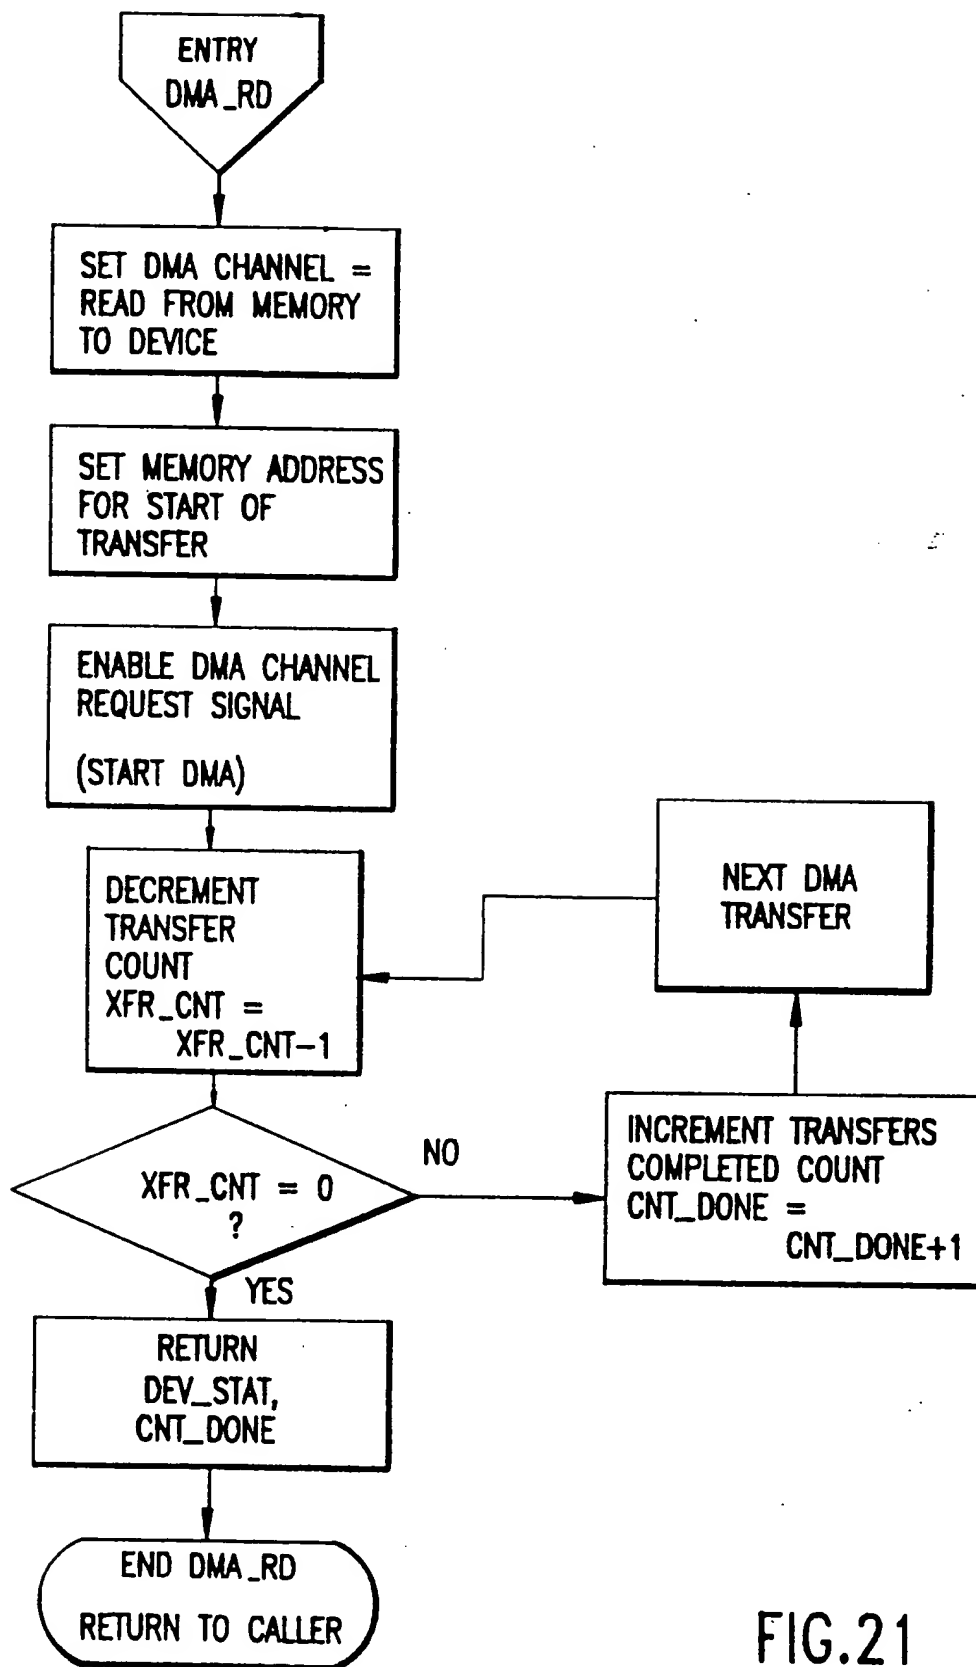 ENTRY
DMA_RD
SET DMA CHANNEL =
READ FROM MEMORY
TO DEVICE
SET MEMORY ADDRESS
FOR START OF
TRANSFER
ENABLE DMA CHANNEL
REQUEST SIGNAL
(START DMA)
DECREMENT
TRANSFER
COUNT
XFR_CNT =
XFR_CNT-1
NEXT DMA
TRANSFER
XFR_CNT = 0
?
NO
INCREMENT TRANSFERS
COMPLETED COUNT
CNT_DONE =
CNT_DONE+1
YES
RETURN
DEV_STAT,
CNT_DONE
END DMA_RD
RETURN TO CALLER
FIG.21